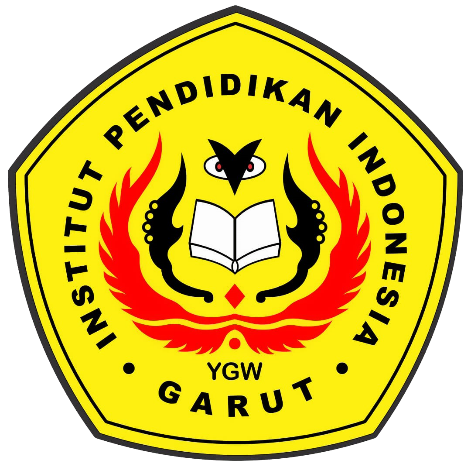 INSTITUT PENDIDIKAN INDONESIA
YGW
• GARUT •